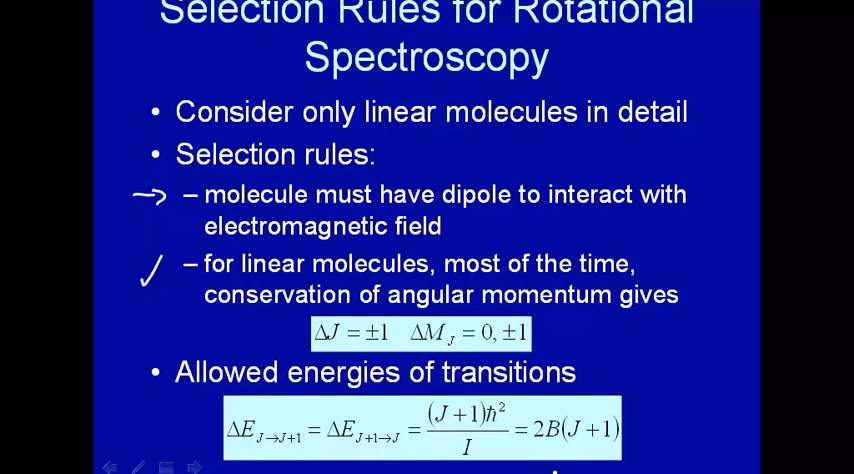 Selection Rules for Rotational
Spectroscopy
• Consider only linear molecules in detail
• Selection rules:
– molecule must have dipole to interact with
electromagnetic field
– for linear molecules, most of the time,
conservation of angular momentum gives
ΔJ = ±1 ΔM_J = 0, ±1
• Allowed energies of transitions
ΔE_{J→J+1} = ΔE_{J+1→J} = (J+1)ħ²/I = 2B(J+1)